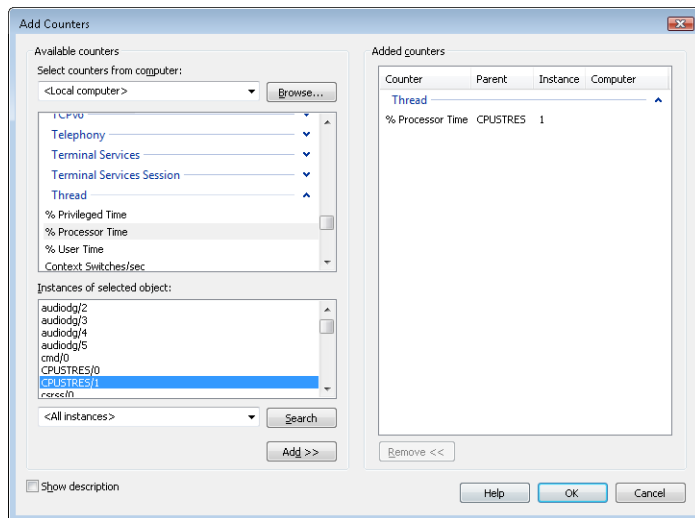 Add Counters
Available counters
Select counters from computer:
<Local computer>
Browse...
TCPv6
Telephony
Terminal Services
Terminal Services Session
Thread
% Privileged Time
% Processor Time
% User Time
Context Switches/sec
Instances of selected object:
audiodg/2
audiodg/3
audiodg/4
audiodg/5
cmd/0
CPUSTRES/0
CPUSTRES/1
csrss/0
<All instances>
Search
Add >>
Show description
Added counters
Counter Parent Instance Computer
Thread
% Processor Time CPUSTRES 1
Remove <<
Help
OK
Cancel